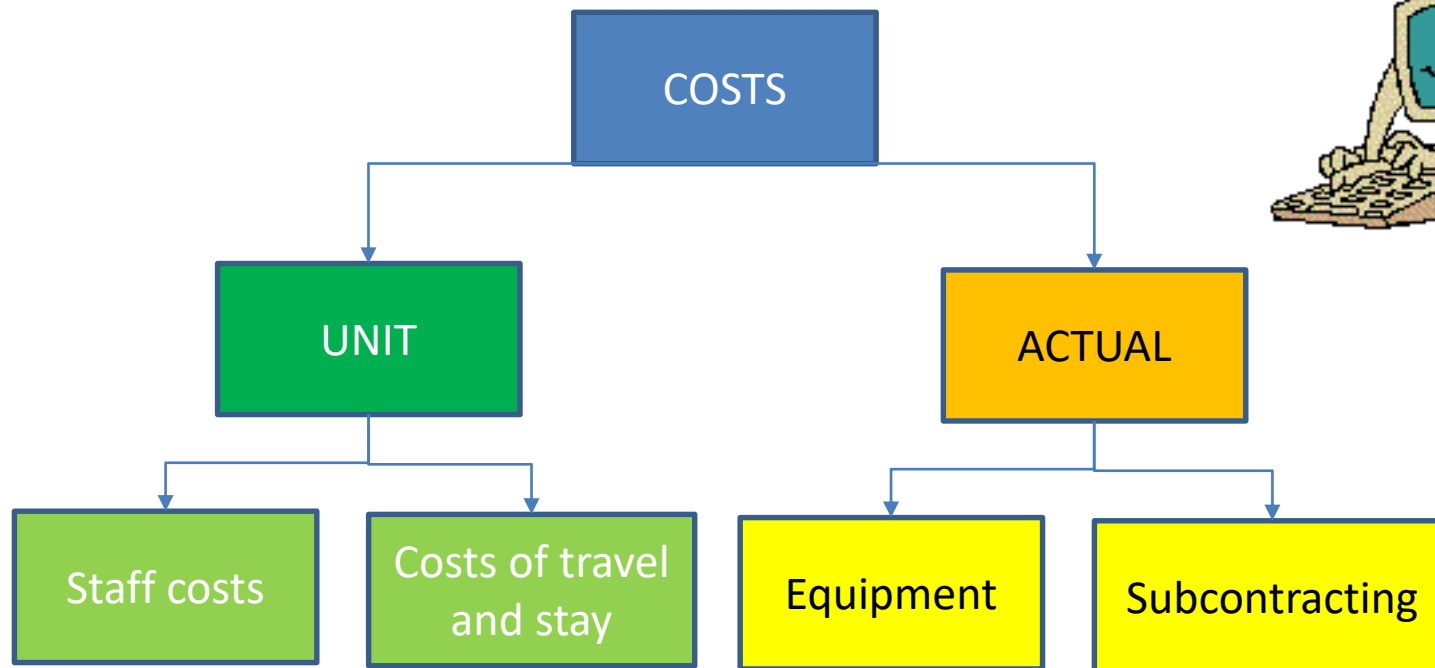 COSTS
UNIT
ACTUAL
Staff costs
Costs of travel
and stay
Equipment
Subcontracting